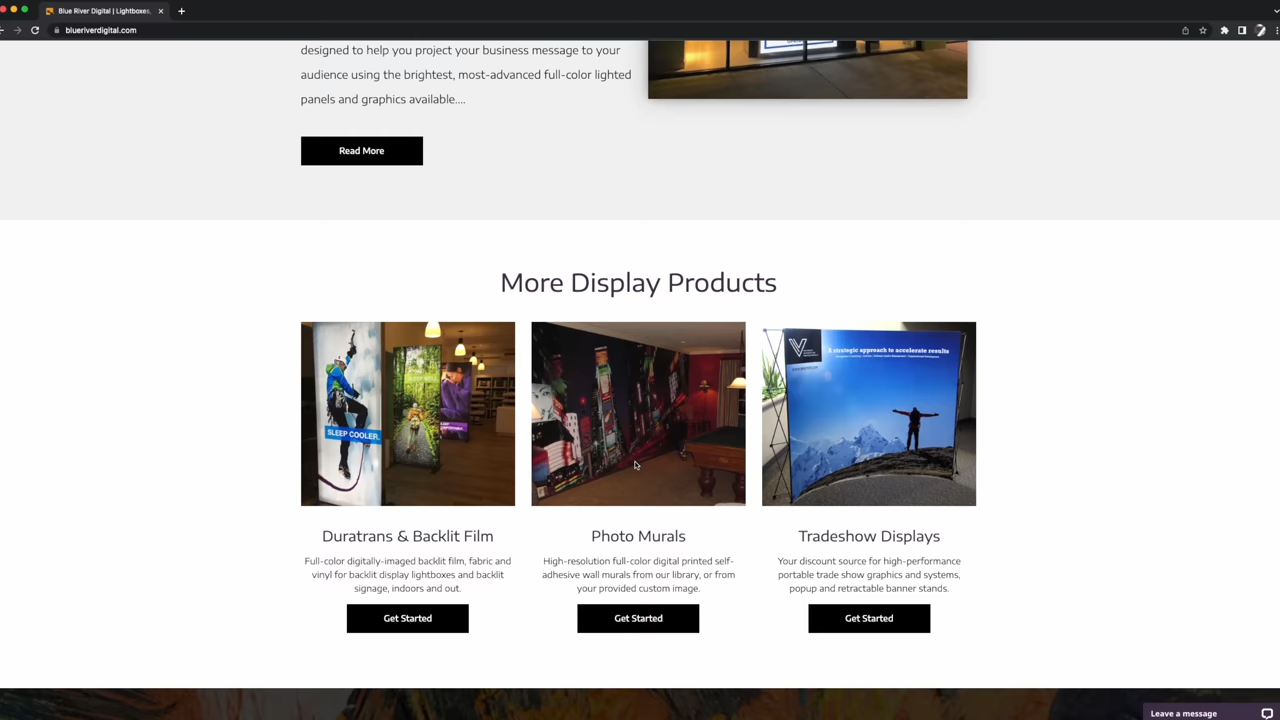 Blue River Digital | Lightboxes,
blueriverdigital.com
designed to help you project your business message to your
audience using the brightest, most-advanced full-color lighted
panels and graphics available....
Read More
More Display Products
SLEEP COOLER.
A strategic approach to accelerate results
Duratrans & Backlit Film
Photo Murals
Tradeshow Displays
Full-color digitally-imaged backlit film, fabric and
vinyl for backlit display lightboxes and backlit
signage, indoors and out.
High-resolution full-color digital printed self-
adhesive wall murals from our library, or from
your provided custom image.
Your discount source for high-performance
portable trade show graphics and systems,
popup and retractable banner stands.
Get Started
Get Started
Get Started
Leave a message